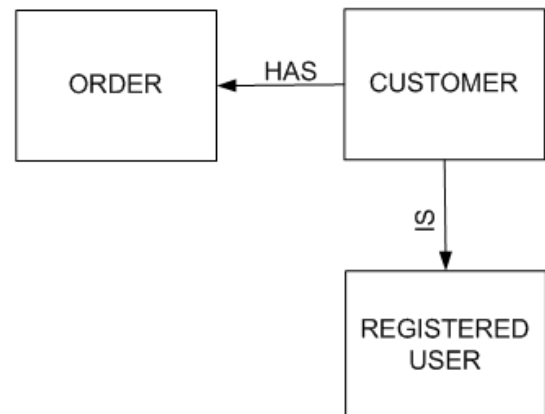 ORDER
HAS
CUSTOMER
IS
REGISTERED
USER